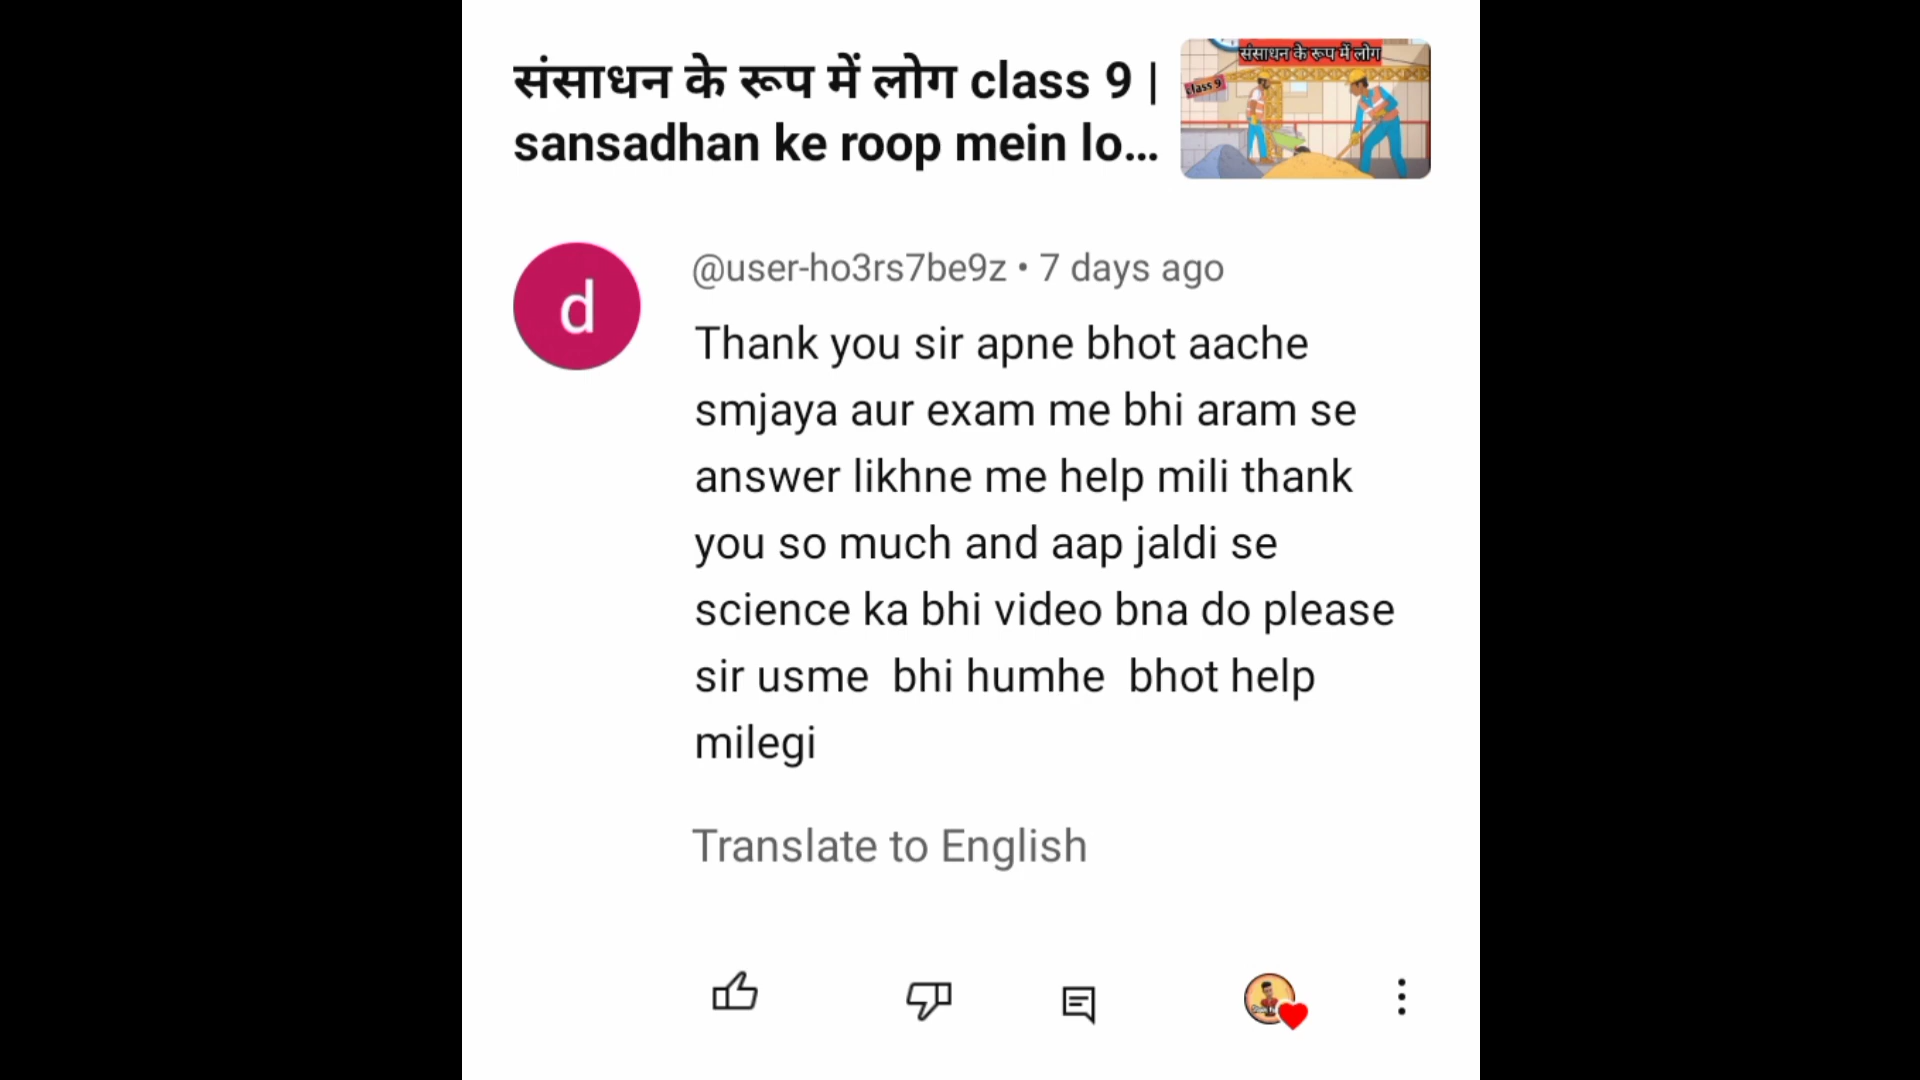 संसाधन के रूप में लोग class 9 |
sansadhan ke roop mein lo...
संसाधन के रूप में लोग
class 9
d
@user-ho3rs7be9z • 7 days ago
Thank you sir apne bhot aache
smjaya aur exam me bhi aram se
answer likhne me help mili thank
you so much and aap jaldi se
science ka bhi video bna do please
sir usme  bhi humhe  bhot help
milegi
Translate to English